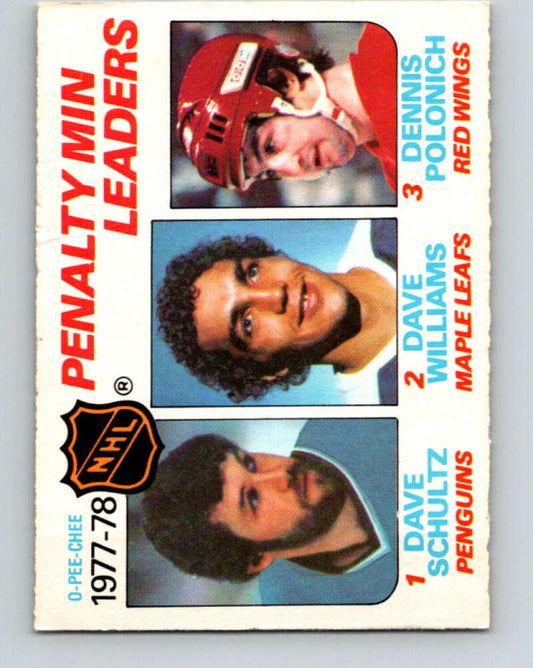 O-PEE-CHEE
1977-78
NHL
®
PENALTY MIN
LEADERS
1 DAVE
SCHULTZ
PENGUINS
2 DAVE
WILLIAMS
MAPLE LEAFS
3 DENNIS
POLONICH
RED WINGS